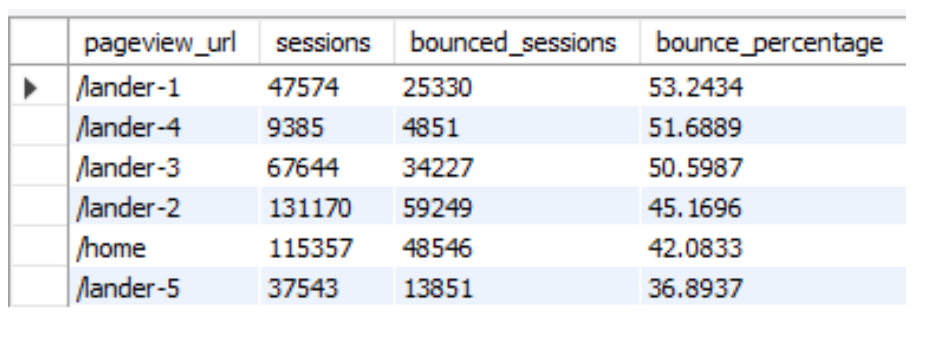 pageview_url sessions bounced_sessions bounce_percentage
/lander-1 47574 25330 53.2434
/lander-4 9385 4851 51.6889
/lander-3 67644 34227 50.5987
/lander-2 131170 59249 45.1696
/home 115357 48546 42.0833
/lander-5 37543 13851 36.8937